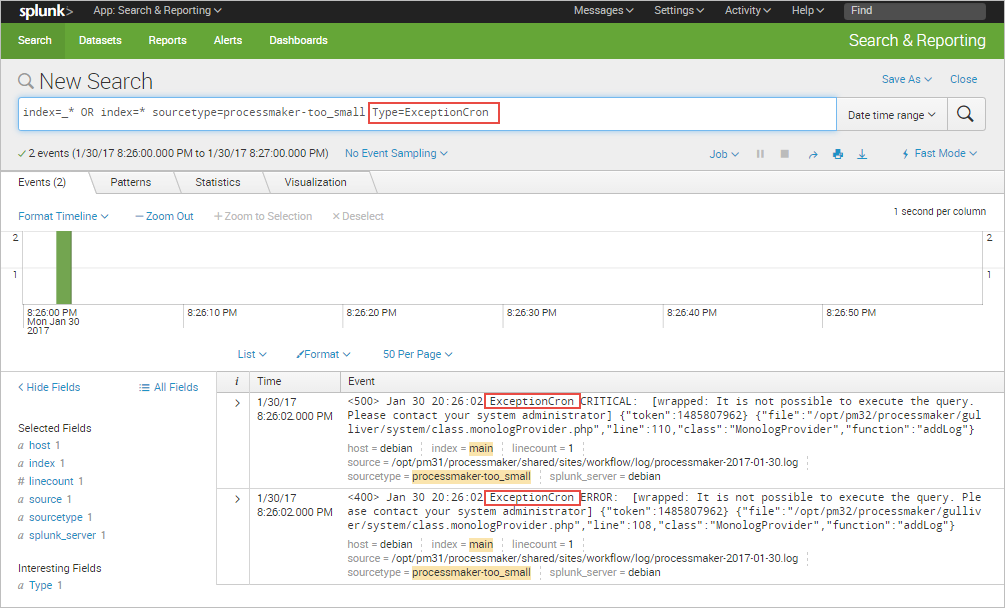 splunk> App: Search & Reporting Messages Settings Activity Help Find
Search Datasets Reports Alerts Dashboards Search & Reporting
New Search Save As Close
index=_* OR index=* sourcetype=processmaker-too_small Type=ExceptionCron Date time range
2 events (1/30/17 8:26:00.000 PM to 1/30/17 8:27:00.000 PM) No Event Sampling Job Fast Mode
Events (2) Patterns Statistics Visualization
Format Timeline — Zoom Out + Zoom to Selection × Deselect 1 second per column
2 2
1 1
8:26:00 PM 8:26:10 PM 8:26:20 PM 8:26:30 PM 8:26:40 PM 8:26:50 PM
Mon Jan 30
2017
List Format 50 Per Page
< Hide Fields All Fields
Selected Fields
a host 1
a index 1
# linecount 1
a source 1
a sourcetype 1
a splunk_server 1
Interesting Fields
a Type 1
i Time Event
> 1/30/17 <500> Jan 30 20:26:02 ExceptionCron CRITICAL: [wrapped: It is not possible to execute the query.
8:26:02.000 PM Please contact your system administrator] {"token":1485807962} {"file":"/opt/pm32/processmaker/gul
liver/system/class.monologProvider.php","line":110,"class":"MonologProvider","function":"addLog"}
host = debian index = main linecount = 1
source = /opt/pm31/processmaker/shared/sites/workflow/log/processmaker-2017-01-30.log
sourcetype = processmaker-too_small splunk_server = debian
> 1/30/17 <400> Jan 30 20:26:02 ExceptionCron ERROR: [wrapped: It is not possible to execute the query. Ple
8:26:02.000 PM ase contact your system administrator] {"token":1485807962} {"file":"/opt/pm32/processmaker/gulliv
er/system/class.monologProvider.php","line":108,"class":"MonologProvider","function":"addLog"}
host = debian index = main linecount = 1
source = /opt/pm31/processmaker/shared/sites/workflow/log/processmaker-2017-01-30.log
sourcetype = processmaker-too_small splunk_server = debian